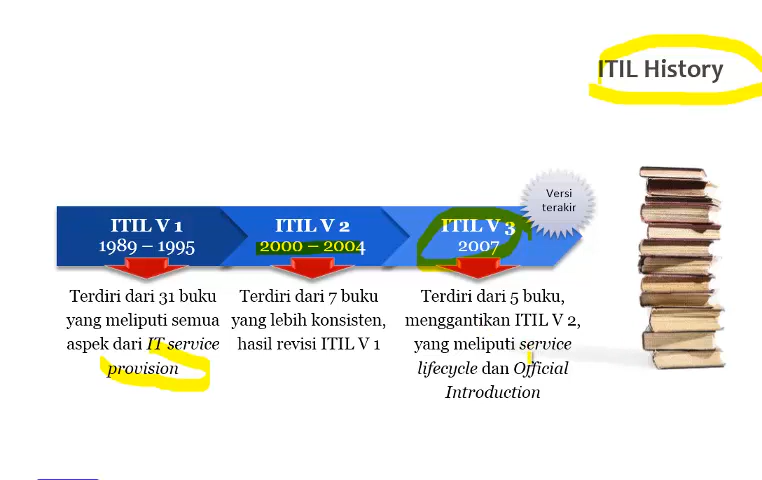 ITIL History
Versi
terakir
ITIL V 1
1989 – 1995
ITIL V 2
2000 – 2004
ITIL V 3
2007
Terdiri dari 31 buku
yang meliputi semua
aspek dari IT service
provision
Terdiri dari 7 buku
yang lebih konsisten,
hasil revisi ITIL V 1
Terdiri dari 5 buku,
menggantikan ITIL V 2,
yang meliputi service
lifecycle dan Official
Introduction